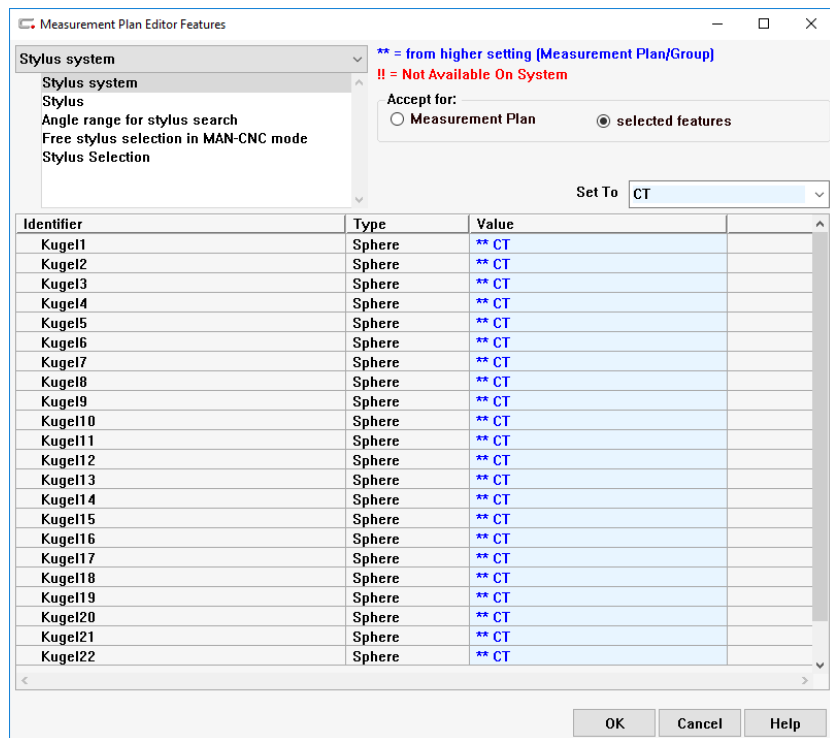 Measurement Plan Editor Features
Stylus system
Stylus system
Stylus
Angle range for stylus search
Free stylus selection in MAN-CNC mode
Stylus Selection
** = from higher setting (Measurement Plan/Group)
!! = Not Available On System
Accept for:
Measurement Plan selected features
Set To CT
Identifier Type Value
Kugel1 Sphere ** CT
Kugel2 Sphere ** CT
Kugel3 Sphere ** CT
Kugel4 Sphere ** CT
Kugel5 Sphere ** CT
Kugel6 Sphere ** CT
Kugel7 Sphere ** CT
Kugel8 Sphere ** CT
Kugel9 Sphere ** CT
Kugel10 Sphere ** CT
Kugel11 Sphere ** CT
Kugel12 Sphere ** CT
Kugel13 Sphere ** CT
Kugel14 Sphere ** CT
Kugel15 Sphere ** CT
Kugel16 Sphere ** CT
Kugel17 Sphere ** CT
Kugel18 Sphere ** CT
Kugel19 Sphere ** CT
Kugel20 Sphere ** CT
Kugel21 Sphere ** CT
Kugel22 Sphere ** CT
OK Cancel Help